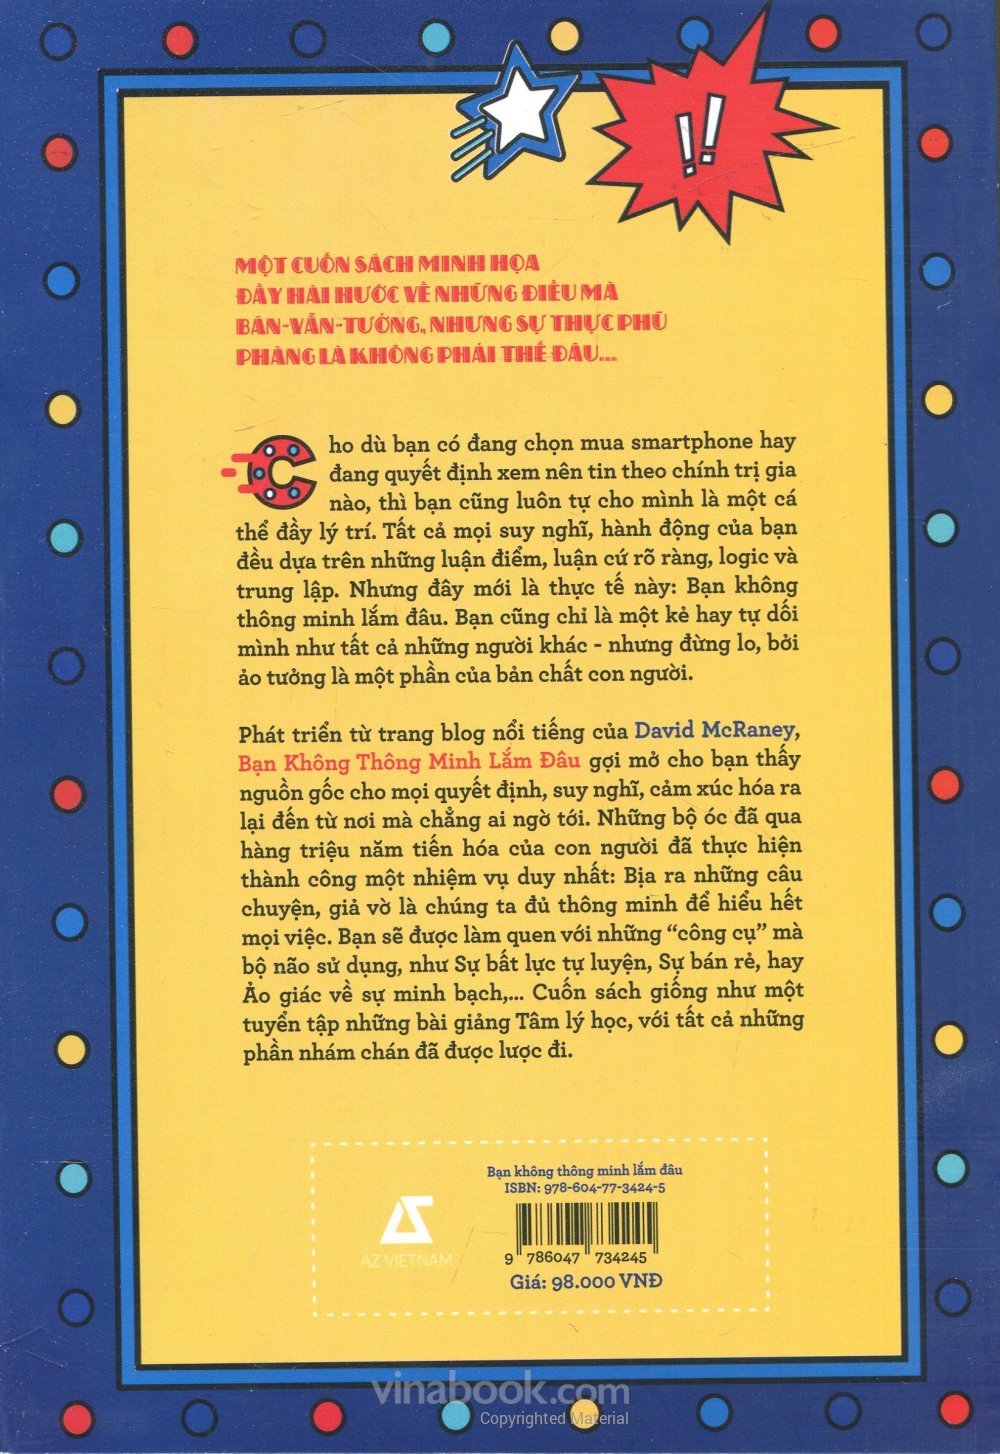 !!
MỘT CUỐN SÁCH MINH HỌA
ĐẦY HÀI HƯỚC VỀ NHỮNG ĐIỀU MÀ
BẠN-VẪN-TƯỞNG, NHƯNG SỰ THỰC PHŨ
PHÀNG LÀ KHÔNG PHẢI THẾ ĐÂU...
Cho dù bạn có đang chọn mua smartphone hay
đang quyết định xem nên tin theo chính trị gia
nào, thì bạn cũng luôn tự cho mình là một cá
thể đầy lý trí. Tất cả mọi suy nghĩ, hành động của bạn
đều dựa trên những luận điểm, luận cứ rõ ràng, logic và
trung lập. Nhưng đây mới là thực tế này: Bạn không
thông minh lắm đâu. Bạn cũng chỉ là một kẻ hay tự dối
mình như tất cả những người khác - nhưng đừng lo, bởi
ảo tưởng là một phần của bản chất con người.
Phát triển từ trang blog nổi tiếng của David McRaney,
Bạn Không Thông Minh Lắm Đâu gợi mở cho bạn thấy
nguồn gốc cho mọi quyết định, suy nghĩ, cảm xúc hóa ra
lại đến từ nơi mà chẳng ai ngờ tới. Những bộ óc đã qua
hàng triệu năm tiến hóa của con người đã thực hiện
thành công một nhiệm vụ duy nhất: Bịa ra những câu
chuyện, giả vờ là chúng ta đủ thông minh để hiểu hết
mọi việc. Bạn sẽ được làm quen với những “công cụ” mà
bộ não sử dụng, như Sự bất lực tự luyện, Sự bán rẻ, hay
Ảo giác về sự minh bạch,... Cuốn sách giống như một
tuyển tập những bài giảng Tâm lý học, với tất cả những
phần nhám chán đã được lược đi.
Bạn không thông minh lắm đâu
ISBN: 978-604-77-3424-5
AZ VIETNAM
9 786047 734245
Giá: 98.000 VNĐ
vinabook.com
Copyrighted Material